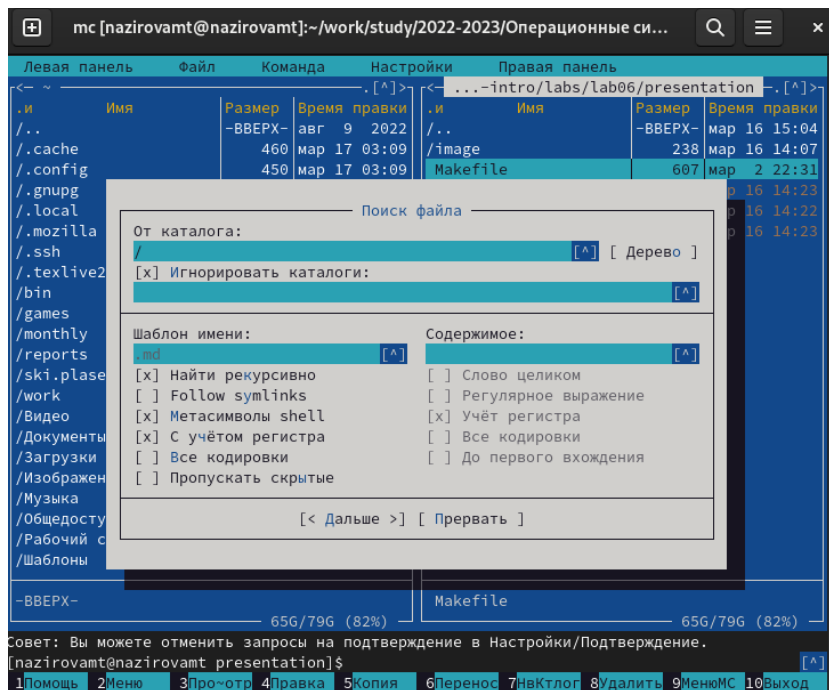 mc [nazirovamt@nazirovamt]:~/work/study/2022-2023/Операционные си...
Левая панель Файл Команда Настройки Правая панель
<— ~ .[^]> <— ...-intro/labs/lab06/presentation —.[^]>
.и Имя Размер Время правки .и Имя Размер Время правки
/.. -ВВЕРХ- авг 9 2022 /.. -ВВЕРХ- мар 16 15:04
/.cache 460 мар 17 03:09 /image 238 мар 16 14:07
/.config 450 мар 17 03:09 Makefile 607 мар 2 22:31
/.gnupg р 16 14:23
/.local Поиск файла р 16 14:22
/.mozilla От каталога: р 16 14:23
/.ssh / [^] [ Дерево ]
/.texlive2 [x] Игнорировать каталоги:
/bin [^]
/games
/monthly Шаблон имени: Содержимое:
/reports .md [^] [^]
/ski.plase [x] Найти рекурсивно [ ] Слово целиком
/work [ ] Follow symlinks [ ] Регулярное выражение
/Видео [x] Метасимволы shell [x] Учёт регистра
/Документы [x] С учётом регистра [ ] Все кодировки
/Загрузки [ ] Все кодировки [ ] До первого вхождения
/Изображен [ ] Пропускать скрытые
/Музыка
/Общедосту [< Дальше >] [ Прервать ]
/Рабочий с
/Шаблоны
-ВВЕРХ- Makefile
65G/79G (82%) 65G/79G (82%)
Совет: Вы можете отменить запросы на подтверждение в Настройки/Подтверждение.
[nazirovamt@nazirovamt presentation]$ [^]
1Помощь 2Меню 3Про~отр 4Правка 5Копия 6Перенос 7НвКтлог 8Удалить 9МенюМС 10Выход